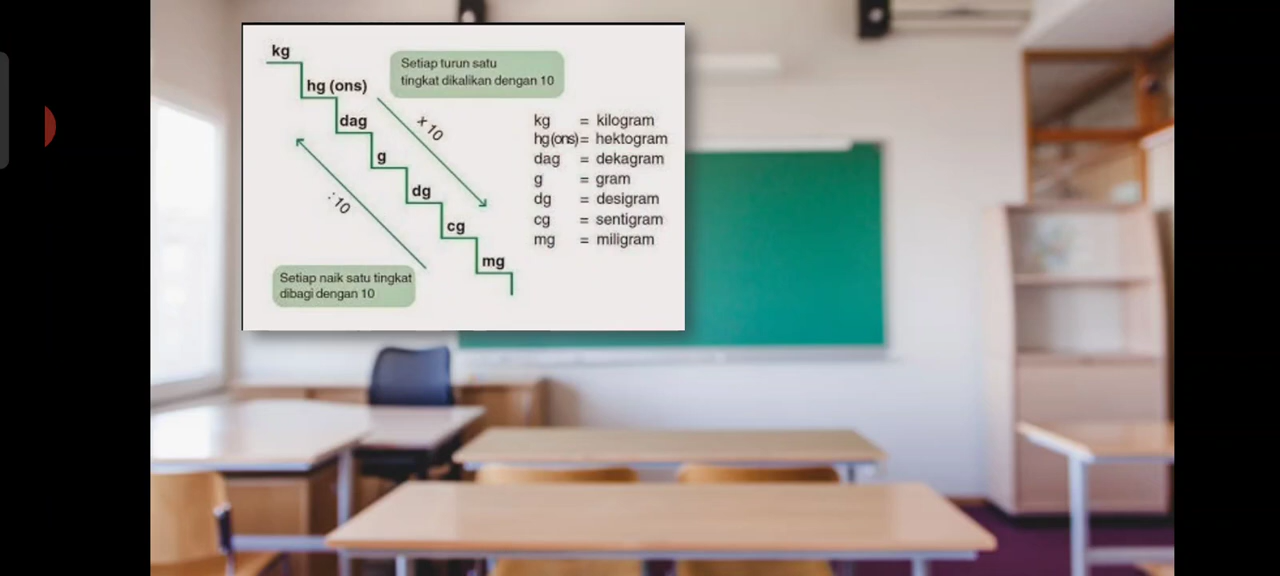 kg
hg (ons)
dag
g
dg
cg
mg
Setiap turun satu
tingkat dikalikan dengan 10
x 10
: 10
Setiap naik satu tingkat
dibagi dengan 10
kg = kilogram
hg(ons)= hektogram
dag = dekagram
g = gram
dg = desigram
cg = sentigram
mg = miligram